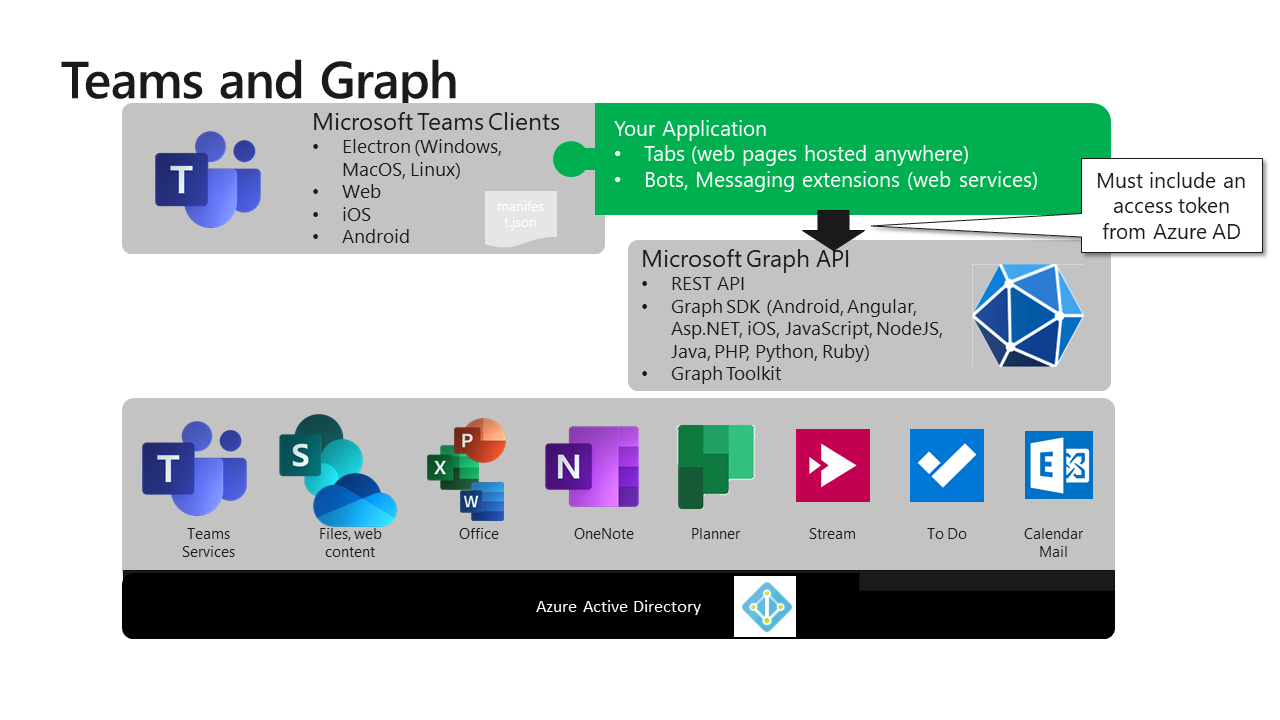 Teams and Graph
Microsoft Teams Clients
• Electron (Windows,
MacOS, Linux)
• Web
• iOS
• Android
manifes
t.json
Your Application
• Tabs (web pages hosted anywhere)
• Bots, Messaging extensions (web services)
Must include an
access token
from Azure AD
Microsoft Graph API
• REST API
• Graph SDK (Android, Angular,
Asp.NET, iOS, JavaScript, NodeJS,
Java, PHP, Python, Ruby)
• Graph Toolkit
T
T
S
P
X
W
N
E
Teams
Services
Files, web
content
Office
OneNote
Planner
Stream
To Do
Calendar
Mail
Azure Active Directory